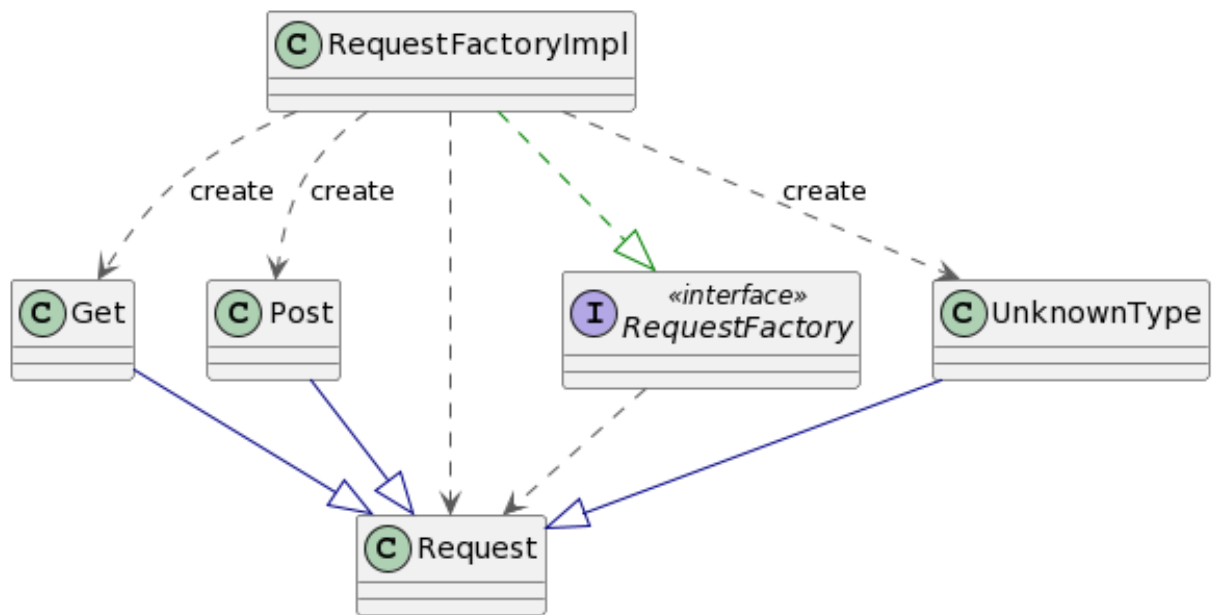 C RequestFactoryImpl
create
create
create
C Get
C Post
I «interface»
RequestFactory
C UnknownType
C Request